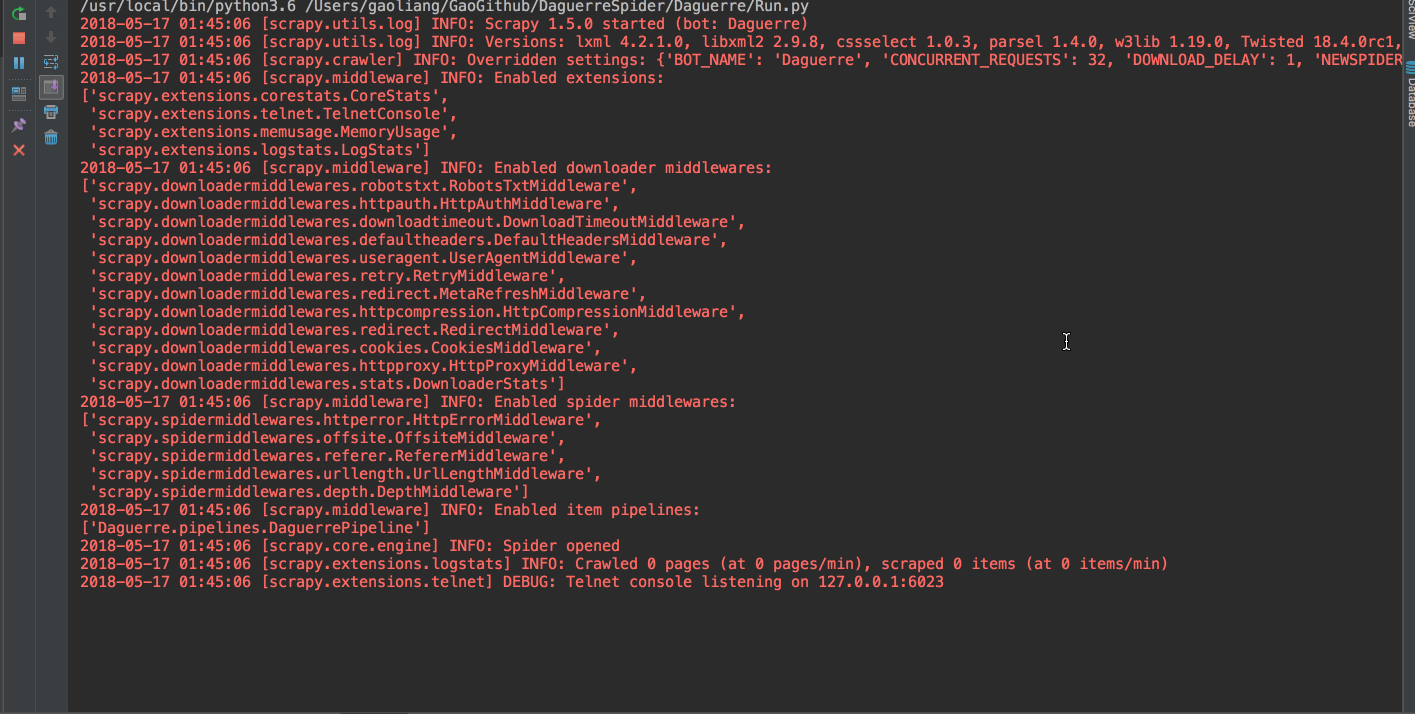 /usr/local/bin/python3.6 /Users/gaoliang/GaoGithub/DaguerreSpider/Daguerre/Run.py
2018-05-17 01:45:06 [scrapy.utils.log] INFO: Scrapy 1.5.0 started (bot: Daguerre)
2018-05-17 01:45:06 [scrapy.utils.log] INFO: Versions: lxml 4.2.1.0, libxml2 2.9.8, cssselect 1.0.3, parsel 1.4.0, w3lib 1.19.0, Twisted 18.4.0rc1,
2018-05-17 01:45:06 [scrapy.crawler] INFO: Overridden settings: {'BOT_NAME': 'Daguerre', 'CONCURRENT_REQUESTS': 32, 'DOWNLOAD_DELAY': 1, 'NEWSPIDER
2018-05-17 01:45:06 [scrapy.middleware] INFO: Enabled extensions:
['scrapy.extensions.corestats.CoreStats',
 'scrapy.extensions.telnet.TelnetConsole',
 'scrapy.extensions.memusage.MemoryUsage',
 'scrapy.extensions.logstats.LogStats']
2018-05-17 01:45:06 [scrapy.middleware] INFO: Enabled downloader middlewares:
['scrapy.downloadermiddlewares.robotstxt.RobotsTxtMiddleware',
 'scrapy.downloadermiddlewares.httpauth.HttpAuthMiddleware',
 'scrapy.downloadermiddlewares.downloadtimeout.DownloadTimeoutMiddleware',
 'scrapy.downloadermiddlewares.defaultheaders.DefaultHeadersMiddleware',
 'scrapy.downloadermiddlewares.useragent.UserAgentMiddleware',
 'scrapy.downloadermiddlewares.retry.RetryMiddleware',
 'scrapy.downloadermiddlewares.redirect.MetaRefreshMiddleware',
 'scrapy.downloadermiddlewares.httpcompression.HttpCompressionMiddleware',
 'scrapy.downloadermiddlewares.redirect.RedirectMiddleware',
 'scrapy.downloadermiddlewares.cookies.CookiesMiddleware',
 'scrapy.downloadermiddlewares.httpproxy.HttpProxyMiddleware',
 'scrapy.downloadermiddlewares.stats.DownloaderStats']
2018-05-17 01:45:06 [scrapy.middleware] INFO: Enabled spider middlewares:
['scrapy.spidermiddlewares.httperror.HttpErrorMiddleware',
 'scrapy.spidermiddlewares.offsite.OffsiteMiddleware',
 'scrapy.spidermiddlewares.referer.RefererMiddleware',
 'scrapy.spidermiddlewares.urllength.UrlLengthMiddleware',
 'scrapy.spidermiddlewares.depth.DepthMiddleware']
2018-05-17 01:45:06 [scrapy.middleware] INFO: Enabled item pipelines:
['Daguerre.pipelines.DaguerrePipeline']
2018-05-17 01:45:06 [scrapy.core.engine] INFO: Spider opened
2018-05-17 01:45:06 [scrapy.extensions.logstats] INFO: Crawled 0 pages (at 0 pages/min), scraped 0 items (at 0 items/min)
2018-05-17 01:45:06 [scrapy.extensions.telnet] DEBUG: Telnet console listening on 127.0.0.1:6023
Database